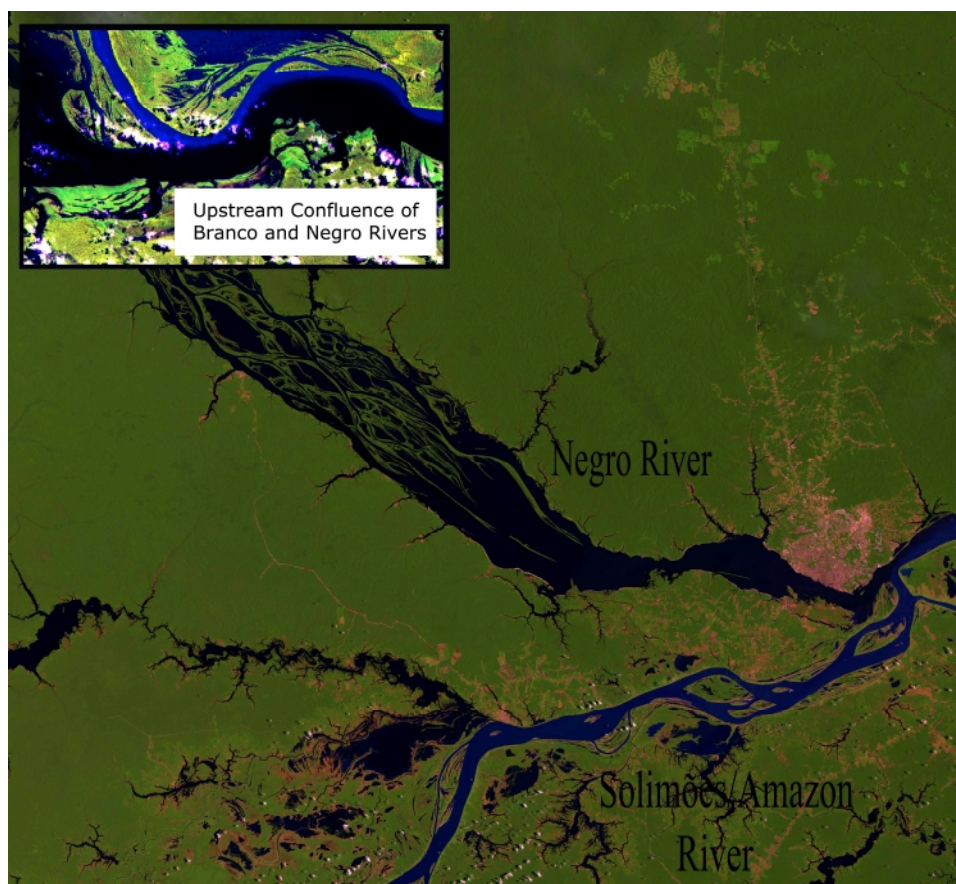 Upstream Confluence of
Branco and Negro Rivers
Negro River
Solimões/Amazon
River